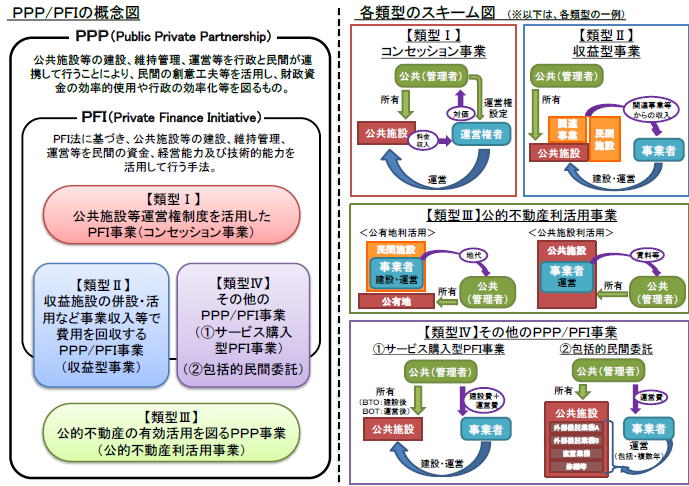 PPP/PFIの概念図
PPP(Public Private Partnership)
公共施設等の建設、維持管理、運営等を行政と民間が連
携して行うことにより、民間の創意工夫等を活用し、財政資
金の効率的使用や行政の効率化等を図るもの。
PFI(Private Finance Initiative)
PFI法に基づき、公共施設等の建設、維持管理、
運営等を民間の資金、経営能力及び技術的能力を
活用して行う手法。
【類型Ⅰ】
公共施設等運営権制度を活用した
PFI事業(コンセッション事業)
【類型Ⅱ】
収益施設の併設・活
用など事業収入等で
費用を回収する
PPP/PFI事業
(収益型事業)
【類型Ⅳ】
その他の
PPP/PFI事業
(①サービス購入
型PFI事業)
(②包括的民間委託)
【類型Ⅲ】
公的不動産の有効活用を図るPPP事業
(公的不動産利活用事業)
各類型のスキーム図 (※以下は、各類型の一例)
【類型Ⅰ】
コンセッション事業
公共(管理者)
所有
対価
運営権
設定
公共施設
料金
収入
運営権者
運営
【類型Ⅱ】
収益型事業
公共(管理者)
所有
関連事業等
からの収入
関連
事業
民間
施設
公共施設
事業者
建設・運営
【類型Ⅲ】公的不動産利活用事業
<公有地利活用>
民間施設
事業者
建設・運営
公有地
地代
所有
公共
(管理者)
<公共施設利活用>
公共施設
事業者
運営
賃料等
所有
公共
(管理者)
【類型Ⅳ】その他のPPP/PFI事業
①サービス購入型PFI事業
公共(管理者)
所有
(BTO:建設後
BOT:運営後)
建設費+
運営費
公共施設
事業者
建設・運営
②包括的民間委託
公共(管理者)
所有
運営費
公共施設
外部委託業務A
外部委託業務B
直営業務
修繕等
事業者
運営
(包括・複数年)